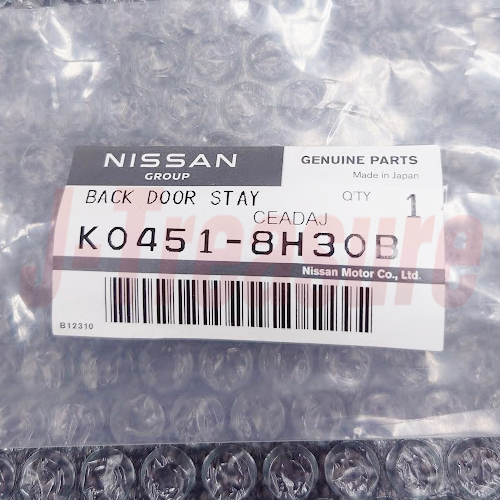 NISSAN
GROUP
GENUINE PARTS
Made in Japan
BACK DOOR STAY
QTY 1
CEADAJ
K0451-8H30B
Nissan Motor Co., Ltd.
B12310
J-Treasure